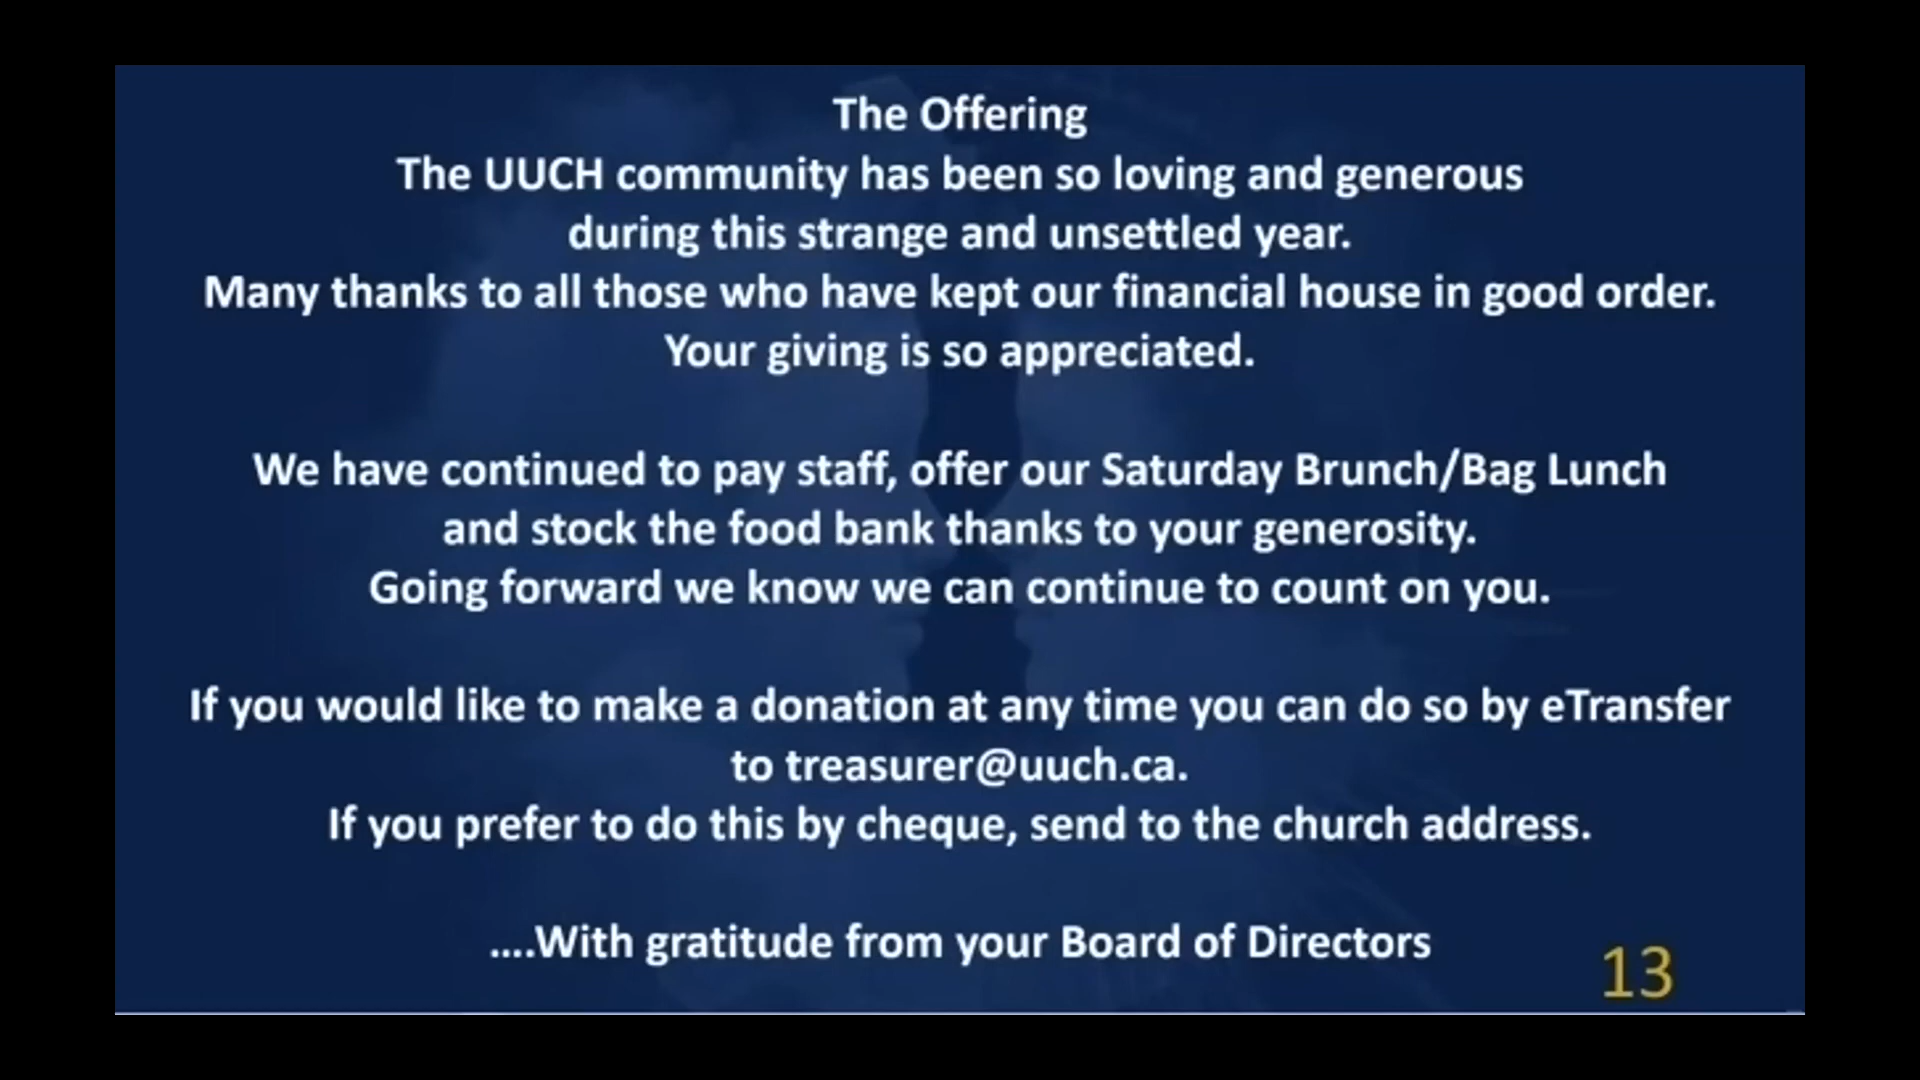 The Offering
The UUCH community has been so loving and generous
during this strange and unsettled year.
Many thanks to all those who have kept our financial house in good order.
Your giving is so appreciated.
We have continued to pay staff, offer our Saturday Brunch/Bag Lunch
and stock the food bank thanks to your generosity.
Going forward we know we can continue to count on you.
If you would like to make a donation at any time you can do so by eTransfer
to treasurer@uuch.ca.
If you prefer to do this by cheque, send to the church address.
....With gratitude from your Board of Directors
13